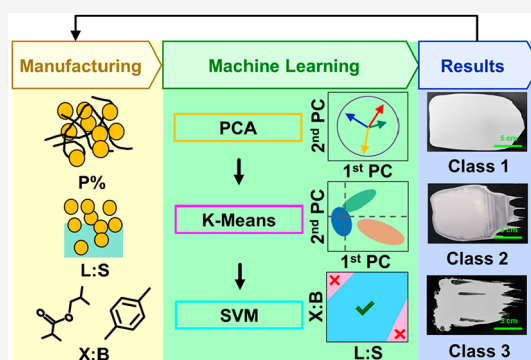 Manufacturing
Machine Learning
Results
P%
L:S
X:B
PCA
K-Means
SVM
2nd PC
1st PC
2nd PC
1st PC
X:B
L:S
5 cm
Class 1
Class 2
5 cm
Class 3